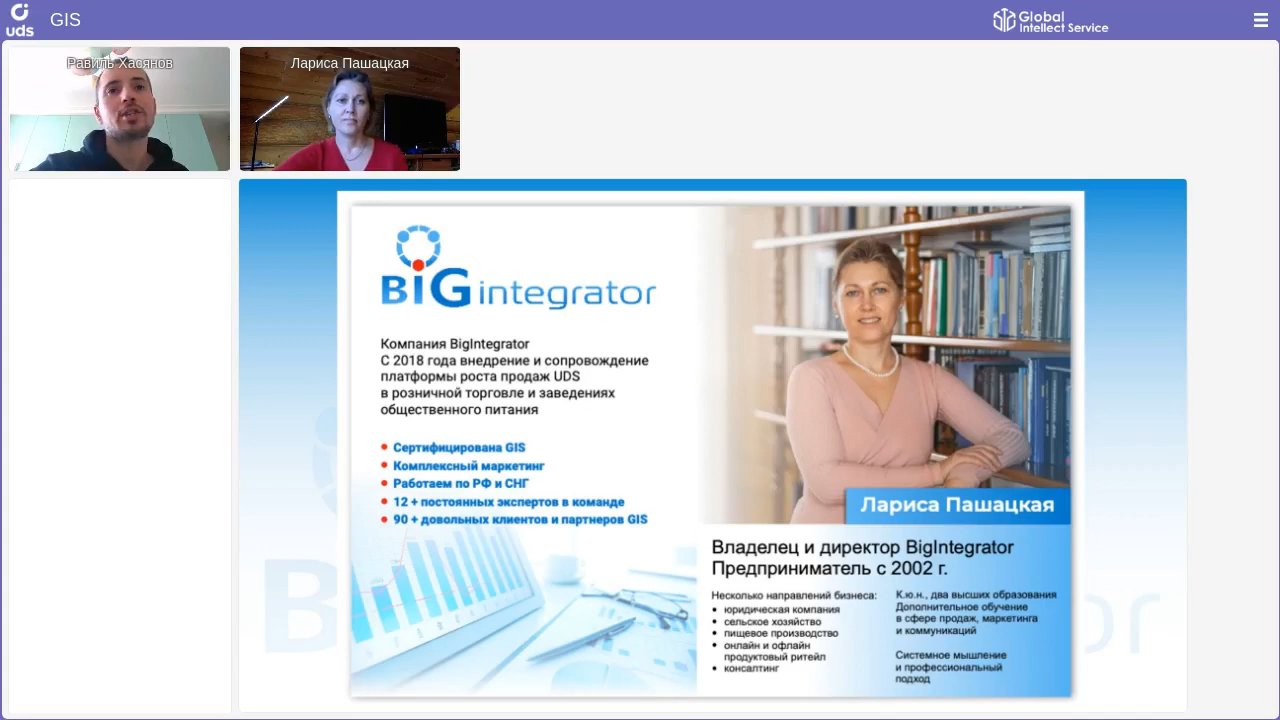 uds
GIS
Global
Intellect Service
Равиль Хасянов
Лариса Пашацкая
BiG integrator
Компания BigIntegrator
С 2018 года внедрение и сопровождение
платформы роста продаж UDS
в розничной торговле и заведениях
общественного питания
• Сертифицирована GIS
• Комплексный маркетинг
• Работаем по РФ и СНГ
• 12 + постоянных экспертов в команде
• 90 + довольных клиентов и партнеров GIS
Лариса Пашацкая
Владелец и директор BigIntegrator
Предприниматель с 2002 г.
Несколько направлений бизнеса:
• юридическая компания
• сельское хозяйство
• пищевое производство
• онлайн и офлайн
продуктовый ритейл
• консалтинг
К.ю.н., два высших образования
Дополнительное обучение
в сфере продаж, маркетинга
и коммуникаций
Системное мышление
и профессиональный
подход